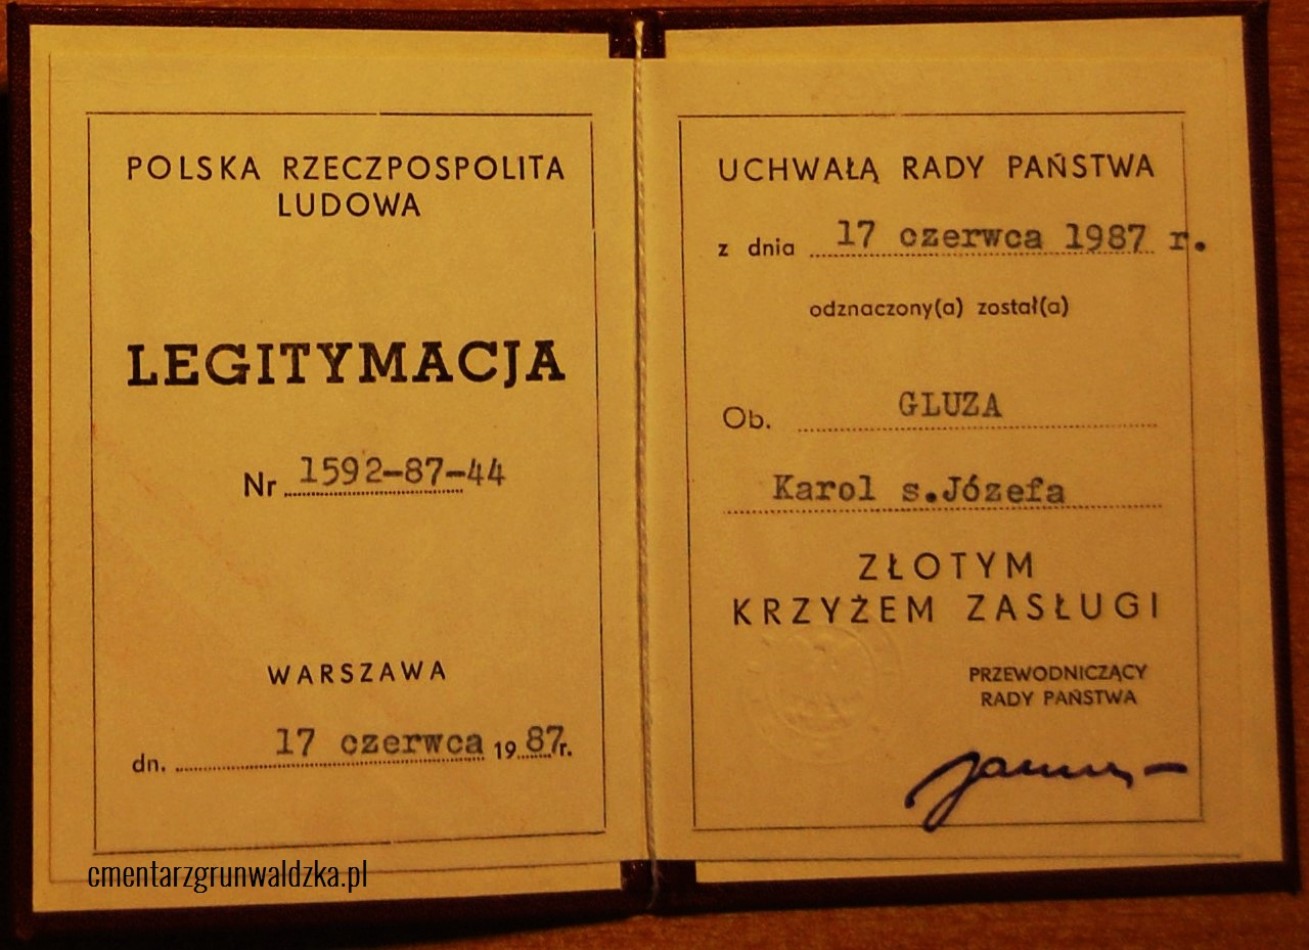 POLSKA RZECZPOSPOLITA
LUDOWA
LEGITYMACJA
Nr 1592-87-44
WARSZAWA
dn. 17 czerwca 1987r.
cmentarzgrunwaldzka.pl
UCHWAŁĄ RADY PAŃSTWA
z dnia 17 czerwca 1987 r.
odznaczony(a) został(a)
Ob. GLUZA
Karol s.Józefa
ZŁOTYM
KRZYŻEM ZASŁUGI
PRZEWODNICZĄCY
RADY PAŃSTWA